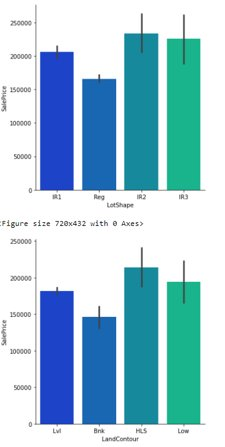 250000
200000
150000
100000
50000
0
SalePrice
IR1 Reg IR2 IR3
LotShape
<Figure size 720x432 with 0 Axes>
250000
200000
150000
100000
50000
0
SalePrice
Lvl Bnk HLS Low
LandContour